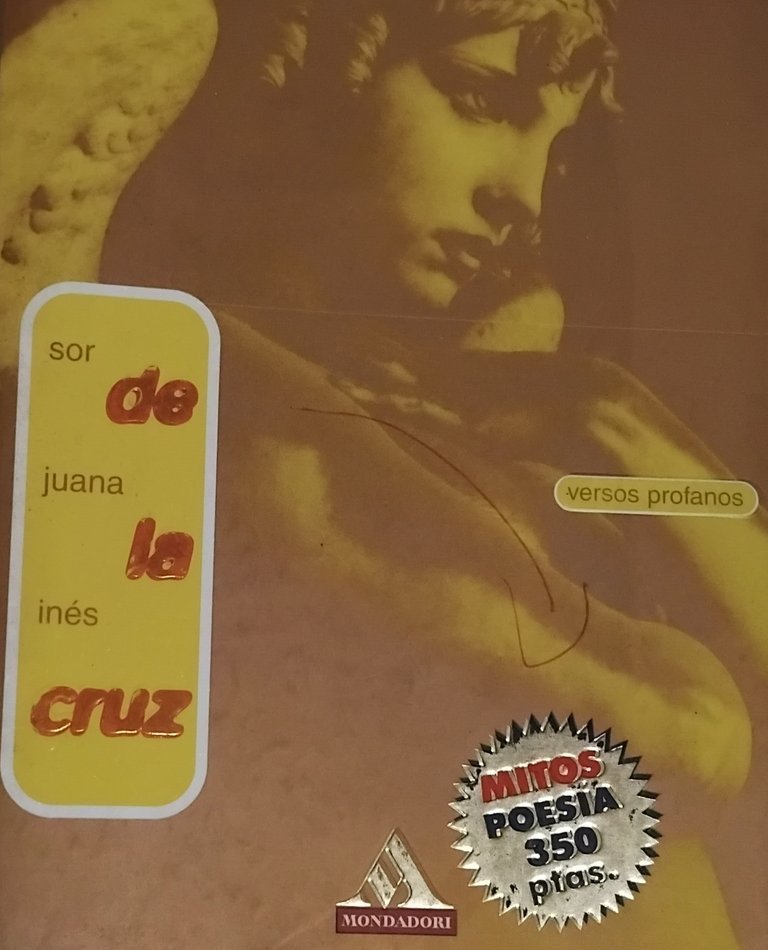 sor
de
juana
la
inés
cruz
versos profanos
MITOS
POESIA
350
ptas.
MONDADORI